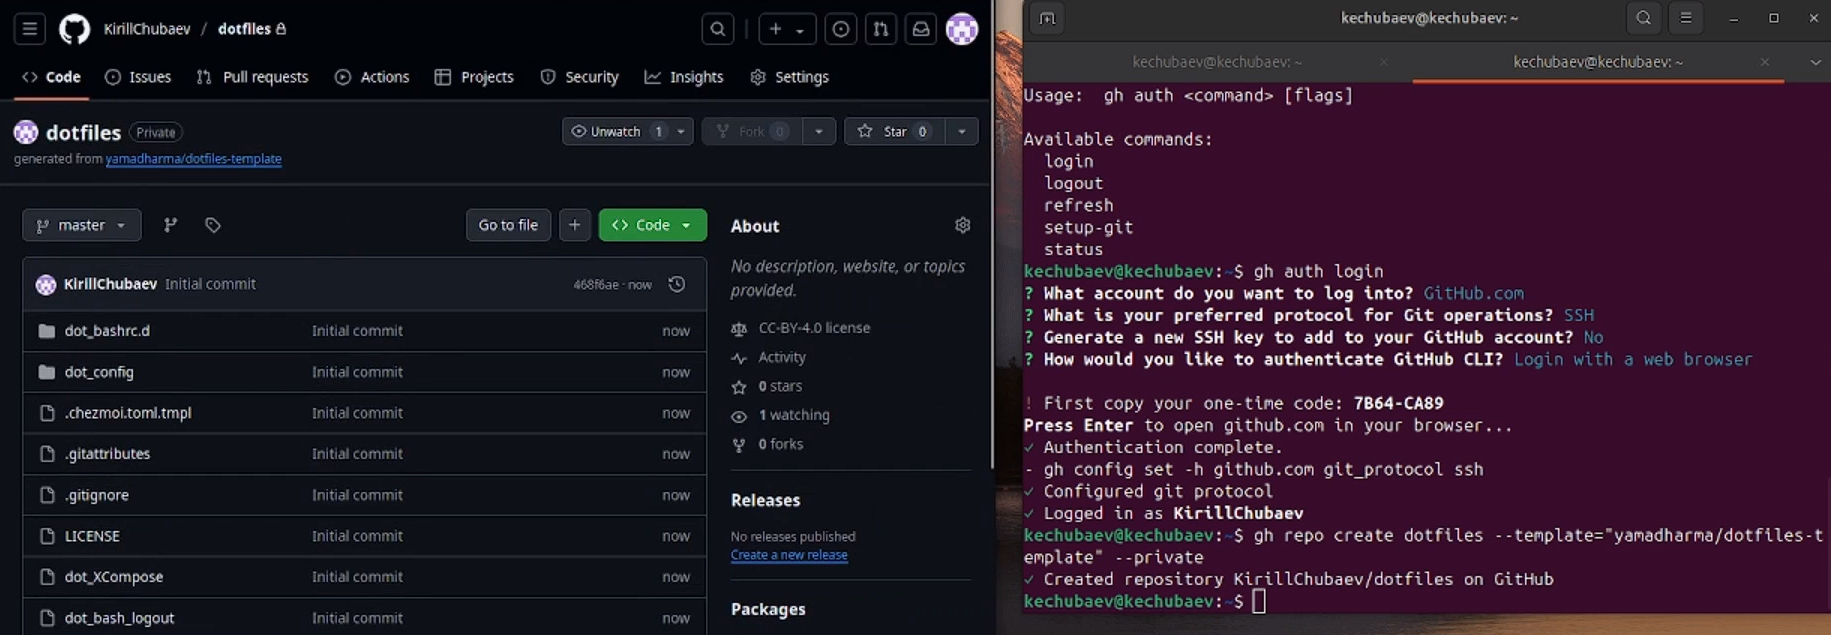 KirillChubaev / dotfiles
Code Issues Pull requests Actions Projects Security Insights Settings
dotfiles Private
Unwatch 1 Fork 0 Star 0
generated from yamadharma/dotfiles-template
master Go to file + Code
KirillChubaev Initial commit 468f6ae · now
dot_bashrc.d Initial commit now
dot_config Initial commit now
.chezmoi.toml.tmpl Initial commit now
.gitattributes Initial commit now
.gitignore Initial commit now
LICENSE Initial commit now
dot_XCompose Initial commit now
dot_bash_logout Initial commit now
About
No description, website, or topics
provided.
CC-BY-4.0 license
Activity
0 stars
1 watching
0 forks
Releases
No releases published
Create a new release
Packages
kechubaev@kechubaev: ~
kechubaev@kechubaev: ~ kechubaev@kechubaev: ~
Usage:  gh auth <command> [flags]
Available commands:
login
logout
refresh
setup-git
status
kechubaev@kechubaev:~$ gh auth login
? What account do you want to log into? GitHub.com
? What is your preferred protocol for Git operations? SSH
? Generate a new SSH key to add to your GitHub account? No
? How would you like to authenticate GitHub CLI? Login with a web browser
! First copy your one-time code: 7B64-CA89
Press Enter to open github.com in your browser...
✓ Authentication complete.
- gh config set -h github.com git_protocol ssh
✓ Configured git protocol
✓ Logged in as KirillChubaev
kechubaev@kechubaev:~$ gh repo create dotfiles --template="yamadharma/dotfiles-t
emplate" --private
✓ Created repository KirillChubaev/dotfiles on GitHub
kechubaev@kechubaev:~$